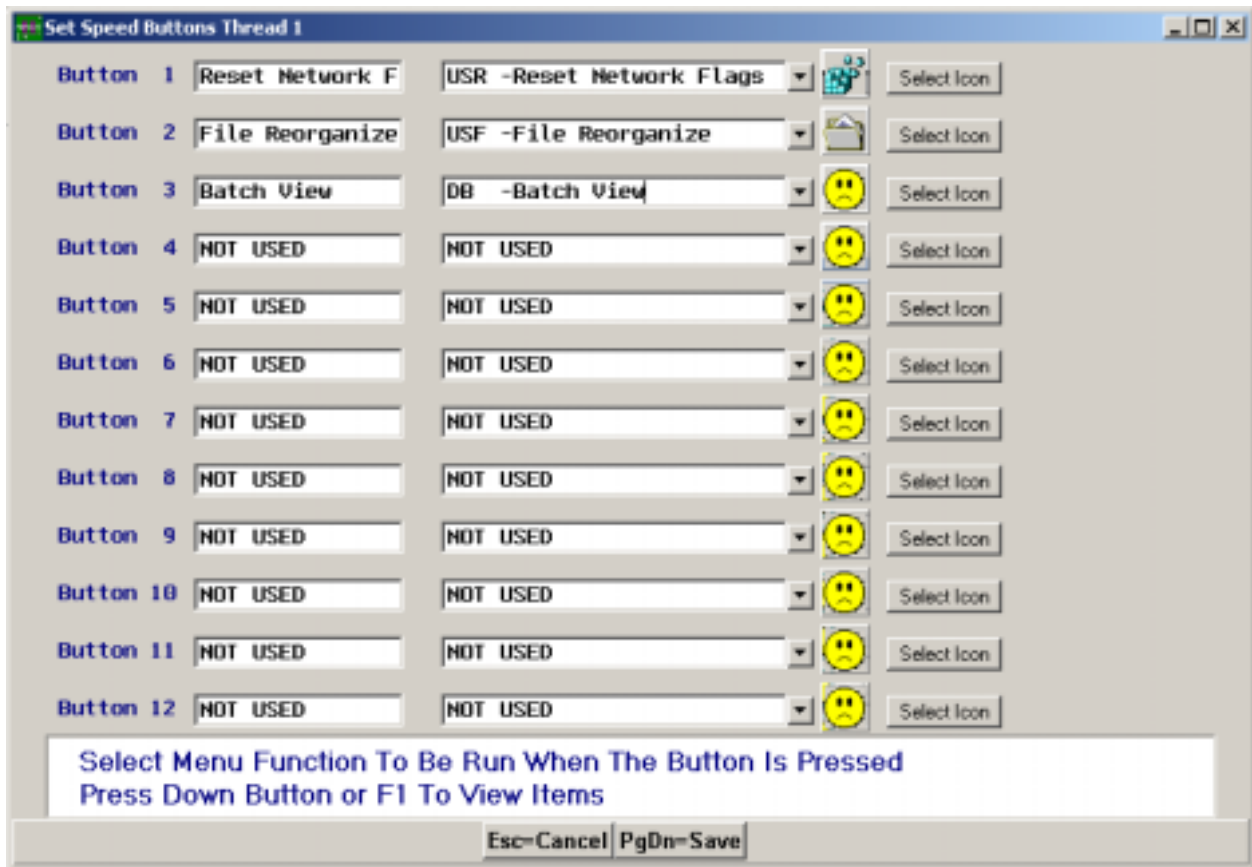 Set Speed Buttons Thread 1
Button 1 Reset Network F USR -Reset Network Flags Select Icon
Button 2 File Reorganize USF -File Reorganize Select Icon
Button 3 Batch View DB -Batch View Select Icon
Button 4 NOT USED NOT USED Select Icon
Button 5 NOT USED NOT USED Select Icon
Button 6 NOT USED NOT USED Select Icon
Button 7 NOT USED NOT USED Select Icon
Button 8 NOT USED NOT USED Select Icon
Button 9 NOT USED NOT USED Select Icon
Button 10 NOT USED NOT USED Select Icon
Button 11 NOT USED NOT USED Select Icon
Button 12 NOT USED NOT USED Select Icon
Select Menu Function To Be Run When The Button Is Pressed
Press Down Button or F1 To View Items
Esc=Cancel PgDn=Save